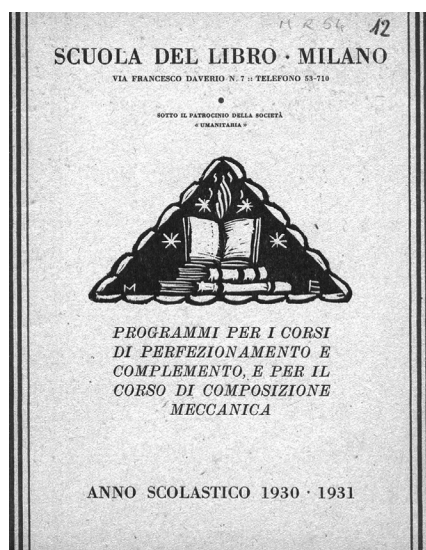 M R 54 12
SCUOLA DEL LIBRO · MILANO
VIA FRANCESCO DAVERIO N. 7 :: TELEFONO 53-710
SOTTO IL PATROCINIO DELLA SOCIETÀ
« UMANITARIA »
M E
PROGRAMMI PER I CORSI
DI PERFEZIONAMENTO E
COMPLEMENTO, E PER IL
CORSO DI COMPOSIZIONE
MECCANICA
ANNO SCOLASTICO 1930 · 1931